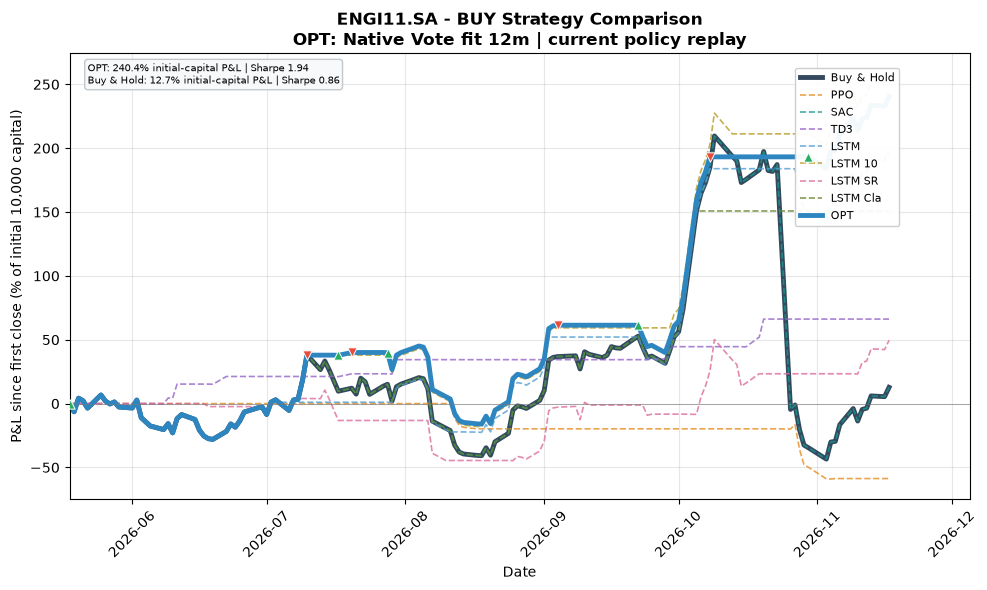 ENGI11.SA - BUY Strategy Comparison
OPT: Native Vote fit 12m | current policy replay
OPT: 240.4% initial-capital P&L | Sharpe 1.94
Buy & Hold: 12.7% initial-capital P&L | Sharpe 0.86
Buy & Hold
PPO
SAC
TD3
LSTM
LSTM 10
LSTM SR
LSTM Cla
OPT
P&L since first close (% of initial 10,000 capital)
250
200
150
100
50
0
−50
2026-06
2026-07
2026-08
2026-09
2026-10
2026-11
2026-12
Date